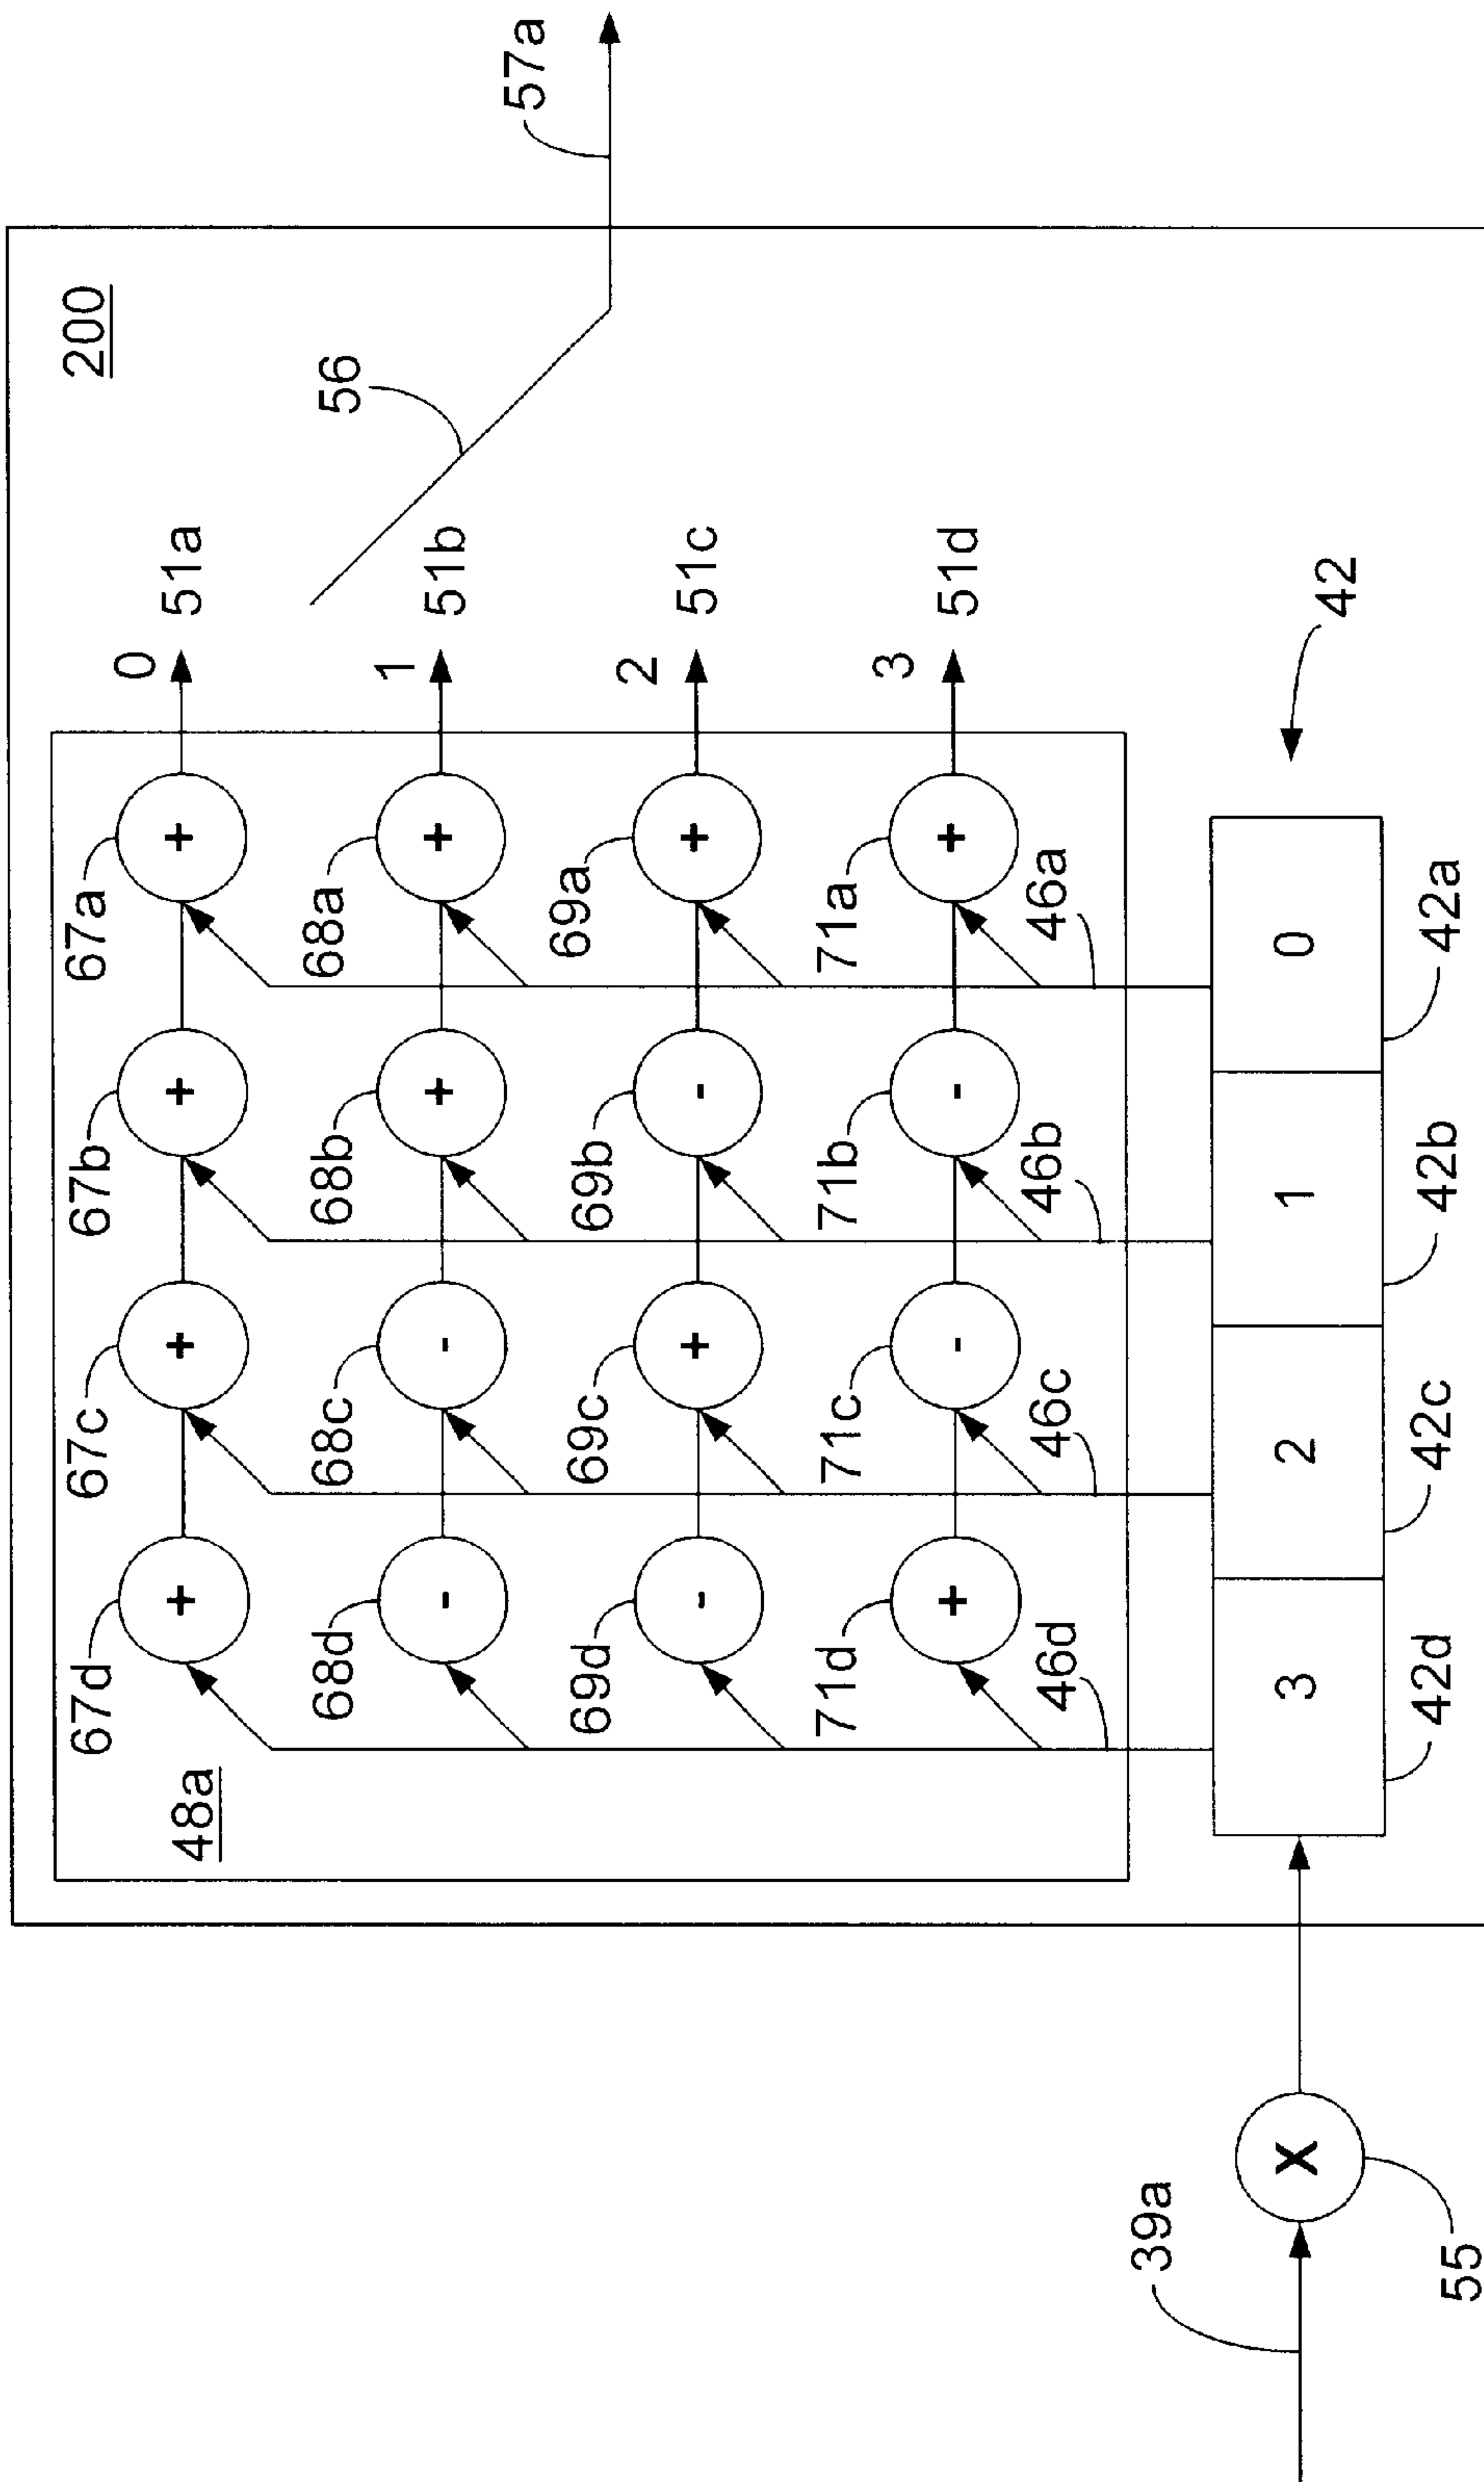 200
57a
56
0
51a
1
51b
2
51c
3
51d
67d
67c
67b
67a
+
+
+
+
68d
68c
68b
68a
-
-
+
+
69d
69c
69b
69a
-
+
-
+
71d
71c
71b
71a
+
-
-
+
48a
46d
46c
46b
46a
42
3
2
1
0
42d
42c
42b
42a
39a
X
55